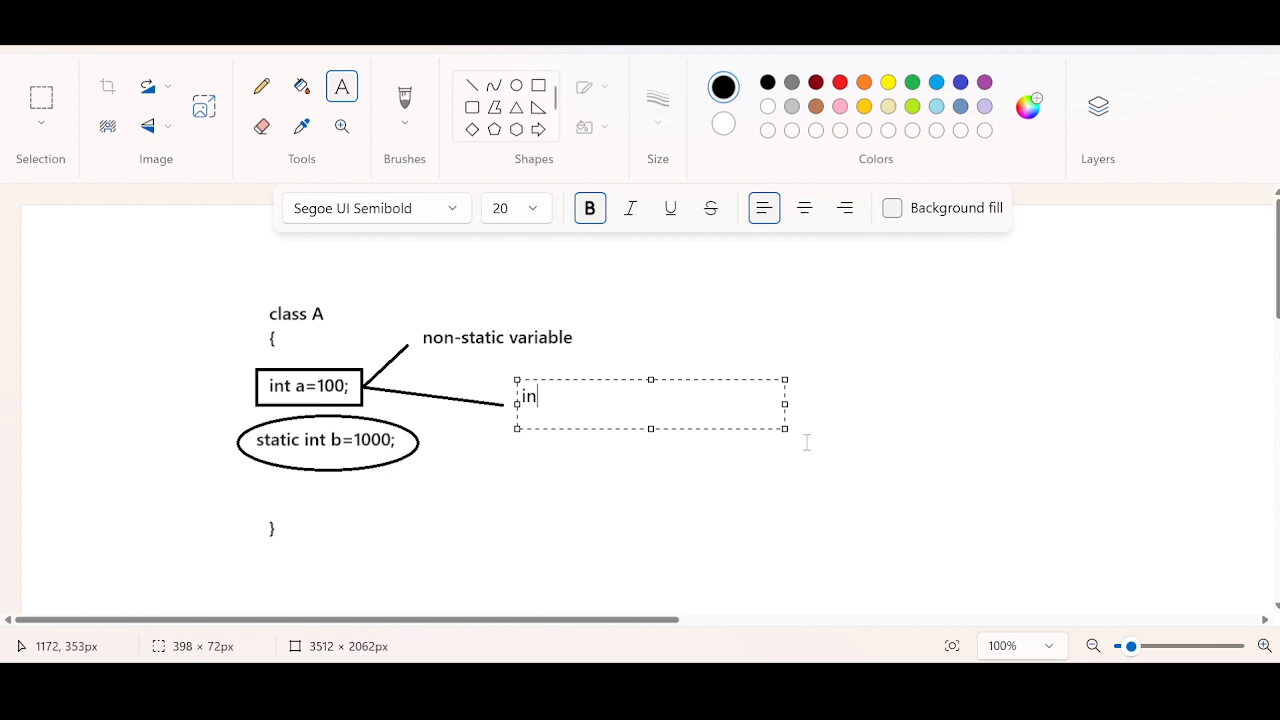 Selection
Image
Tools
Brushes
Shapes
Size
Colors
Layers
Segoe UI Semibold
20
B
I
U
S
Background fill
class A
{
non-static variable
int a=100;
in
static int b=1000;
}
1172, 353px
398 × 72px
3512 × 2062px
100%